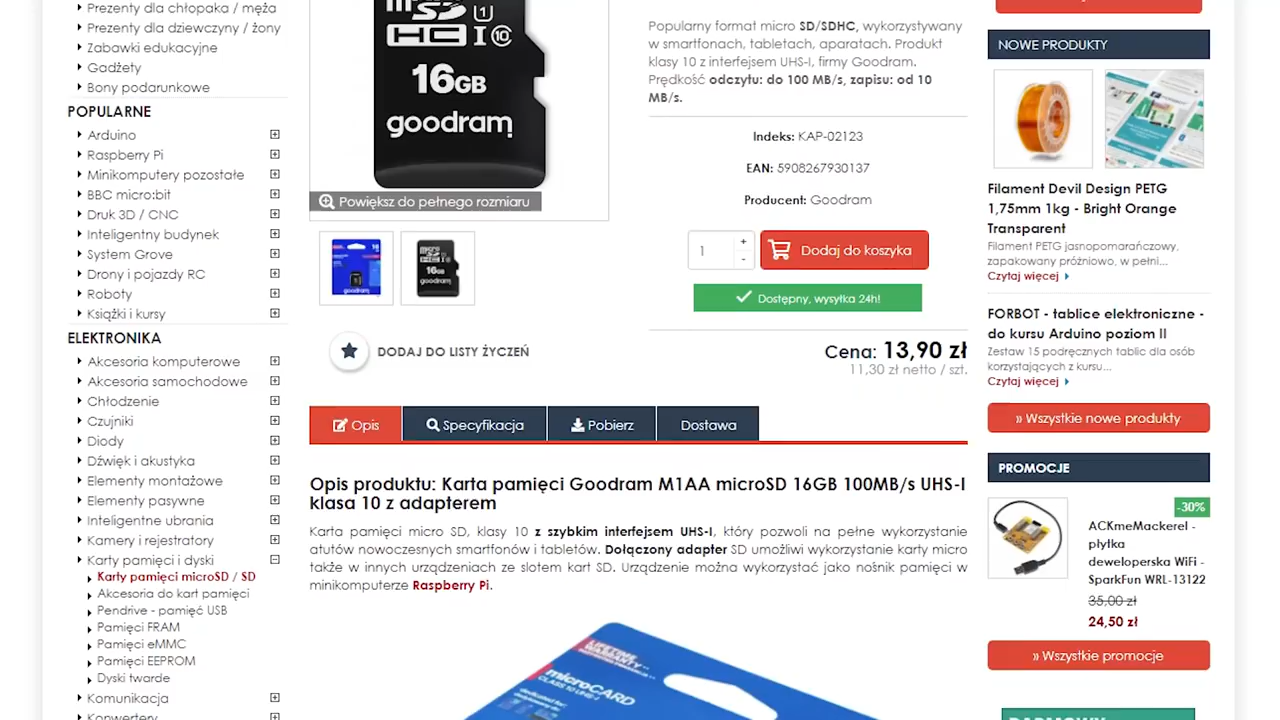 Prezenty dla chłopaka / męża
Prezenty dla dziewczyny / żony
Zabawki edukacyjne
Gadżety
Bony podarunkowe
POPULARNE
Arduino
Raspberry Pi
Minikomputery pozostałe
BBC micro:bit
Druk 3D / CNC
Inteligentny budynek
System Grove
Drony i pojazdy RC
Roboty
Książki i kursy
ELEKTRONIKA
Akcesoria komputerowe
Akcesoria samochodowe
Chłodzenie
Czujniki
Diody
Dźwięk i akustyka
Elementy montażowe
Elementy pasywne
Inteligentne ubrania
Kamery i rejestratory
Karty pamięci i dyski
Karty pamięci microSD / SD
Akcesoria do kart pamięci
Pendrive - pamięć USB
Pamięci FRAM
Pamięci eMMC
Pamięci EEPROM
Dyski twarde
Komunikacja
Konwertery
HC I 10
16GB
goodram
Powiększ do pełnego rozmiaru
DODAJ DO LISTY ŻYCZEŃ
Popularny format micro SD/SDHC, wykorzystywany
w smartfonach, tabletach, aparatach. Produkt
klasy 10 z interfejsem UHS-I, firmy Goodram.
Prędkość odczytu: do 100 MB/s, zapisu: od 10
MB/s.
Indeks: KAP-02123
EAN: 5908267930137
Producent: Goodram
1
+
-
Dodaj do koszyka
Dostępny, wysyłka 24h!
Cena: 13,90 zł
11,30 zł netto / szt.
Opis
Specyfikacja
Pobierz
Dostawa
Opis produktu: Karta pamięci Goodram M1AA microSD 16GB 100MB/s UHS-I
klasa 10 z adapterem
Karta pamięci micro SD, klasy 10 z szybkim interfejsem UHS-I, który pozwoli na pełne wykorzystanie
atutów nowoczesnych smartfonów i tabletów. Dołączony adapter SD umożliwi wykorzystanie karty micro
także w innych urządzeniach ze slotem kart SD. Urządzenie można wykorzystać jako nośnik pamięci w
minikomputerze Raspberry Pi.
LIFETIME
WARRANTY
microCARD
CLASS 10 UHS-I
NOWE PRODUKTY
Filament Devil Design PETG
1,75mm 1kg - Bright Orange
Transparent
Filament PETG jasnopomarańczowy,
zapakowany próżniowo, w pełni...
Czytaj więcej
FORBOT - tablice elektroniczne -
do kursu Arduino poziom II
Zestaw 15 podręcznych tablic dla osób
korzystających z kursu...
Czytaj więcej
» Wszystkie nowe produkty
PROMOCJE
-30%
ACKmeMackerel -
płytka
deweloperska WiFi -
SparkFun WRL-13122
35,00 zł
24,50 zł
» Wszystkie promocje